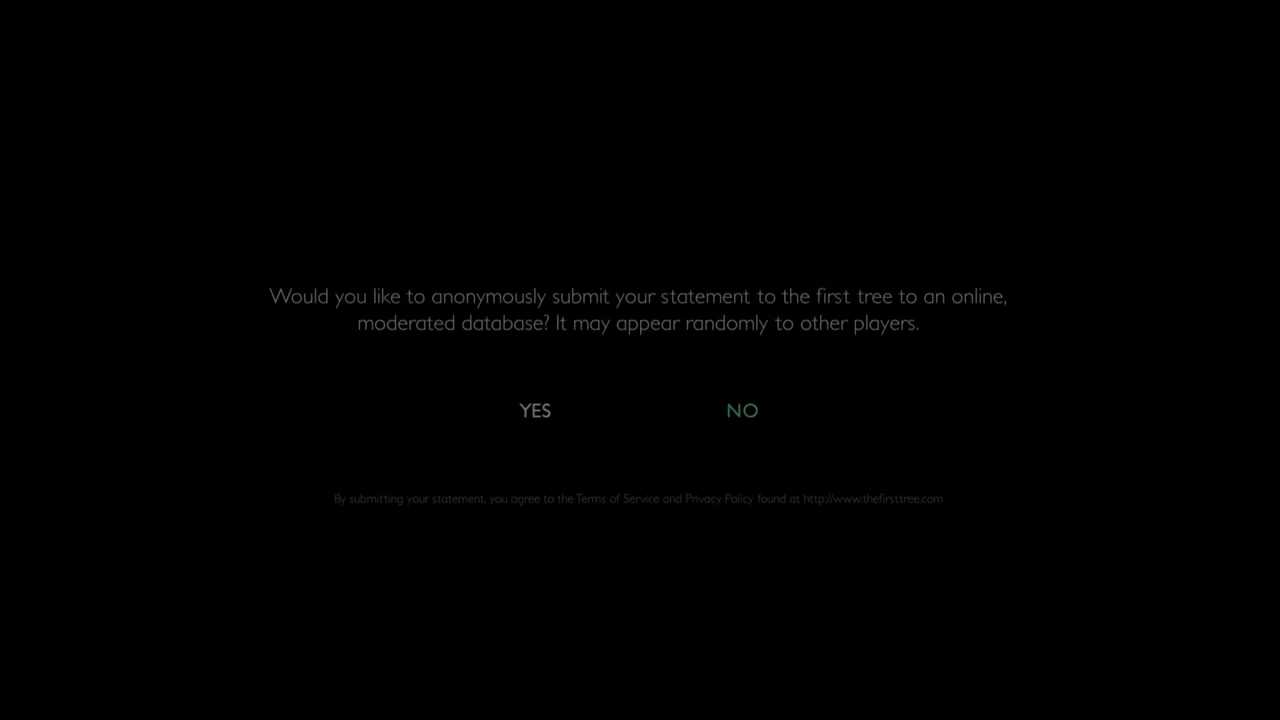 Would you like to anonymously submit your statement to the first tree to an online,
moderated database? It may appear randomly to other players.
YES NO
By submitting your statement, you agree to the Terms of Service and Privacy Policy found at http://www.thefirsttree.com